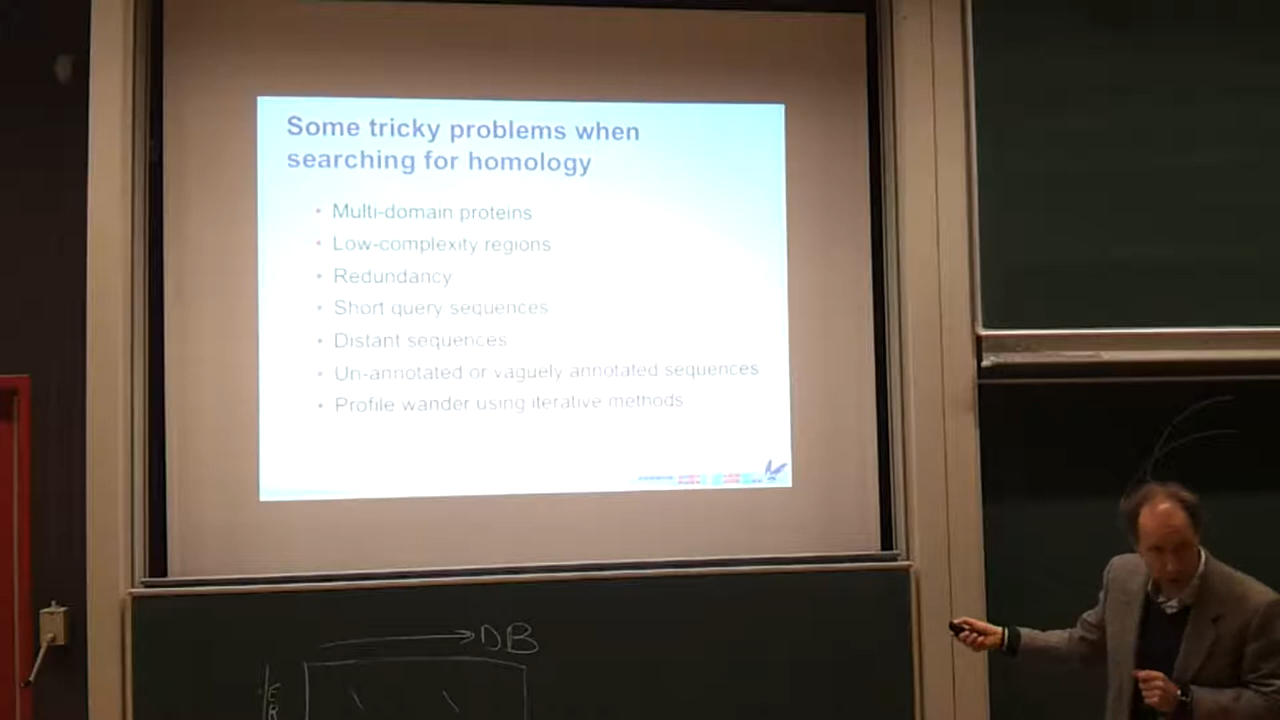 Some tricky problems when
searching for homology
• Multi-domain proteins
• Low-complexity regions
• Redundancy
• Short query sequences
• Distant sequences
• Un-annotated or vaguely annotated sequences
• Profile wander using iterative methods
DB